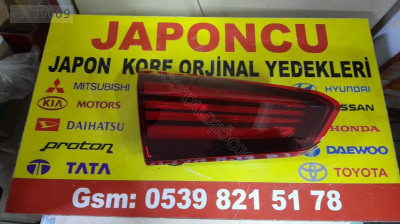 JAPONCU
JAPON KORE ORJİNAL YEDEKLERİ
MITSUBISHI
HYUNDAI
KIA MOTORS
NISSAN
DAIHATSU
HONDA
proton
DAEWOO
TATA
TOYOTA
Gsm: 0539 821 51 78